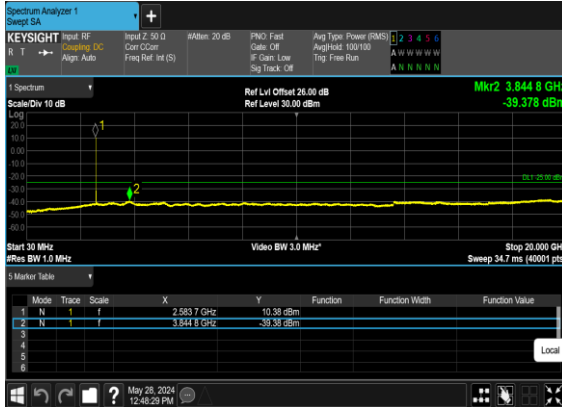 Spectrum Analyzer 1
Swept SA
+
KEYSIGHT Input: RF Input Z: 50 Ω #Atten: 20 dB PNO: Fast Avg Type: Power (RMS) 1 2 3 4 5 6
R T Coupling: DC Corr CCorr Gate: Off Avg|Hold: 100/100 A W W W W W
Align: Auto Freq Ref: Int (S) IF Gain: Low Trig: Free Run
LXI Sig Track: Off A N N N N N
1 Spectrum Ref Lvl Offset 26.00 dB Mkr2 3.844 8 GHz
Scale/Div 10 dB Ref Level 30.00 dBm -39.378 dBm
Log
20.0
10.0
0.00
-10.0
-20.0
-30.0
-40.0
-50.0
-60.0
1
2
DL1 -25.00 dBm
Start 30 MHz Video BW 3.0 MHz* Stop 20.000 GHz
#Res BW 1.0 MHz Sweep 34.7 ms (40001 pts)
5 Marker Table
Mode Trace Scale X Y Function Function Width Function Value
1 N 1 f 2.583 7 GHz 10.38 dBm
2 N 1 f 3.844 8 GHz -39.38 dBm
3
4
5
6
Local
? May 28, 2024
12:48:29 PM